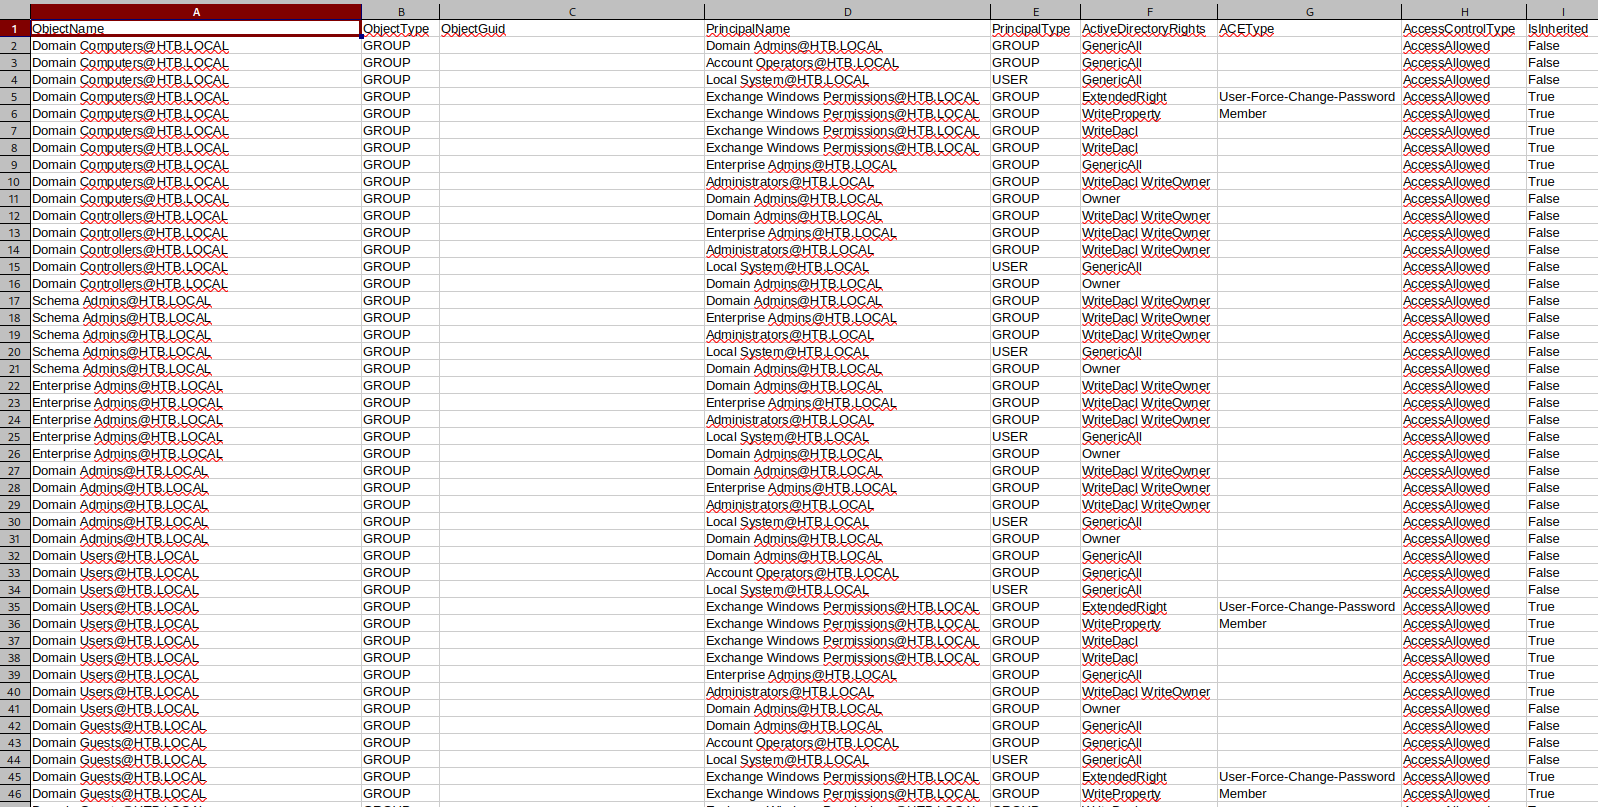 A B C D E F G H I
1 ObjectName ObjectType ObjectGuid PrincipalName PrincipalType ActiveDirectoryRights ACEType AccessControlType IsInherited
2 Domain Computers@HTB.LOCAL GROUP Domain Admins@HTB.LOCAL GROUP GenericAll AccessAllowed False
3 Domain Computers@HTB.LOCAL GROUP Account Operators@HTB.LOCAL GROUP GenericAll AccessAllowed False
4 Domain Computers@HTB.LOCAL GROUP Local System@HTB.LOCAL USER GenericAll AccessAllowed False
5 Domain Computers@HTB.LOCAL GROUP Exchange Windows Permissions@HTB.LOCAL GROUP ExtendedRight User-Force-Change-Password AccessAllowed True
6 Domain Computers@HTB.LOCAL GROUP Exchange Windows Permissions@HTB.LOCAL GROUP WriteProperty Member AccessAllowed True
7 Domain Computers@HTB.LOCAL GROUP Exchange Windows Permissions@HTB.LOCAL GROUP WriteDacl AccessAllowed True
8 Domain Computers@HTB.LOCAL GROUP Exchange Windows Permissions@HTB.LOCAL GROUP WriteDacl AccessAllowed True
9 Domain Computers@HTB.LOCAL GROUP Enterprise Admins@HTB.LOCAL GROUP GenericAll AccessAllowed True
10 Domain Computers@HTB.LOCAL GROUP Administrators@HTB.LOCAL GROUP WriteDacl WriteOwner AccessAllowed True
11 Domain Computers@HTB.LOCAL GROUP Domain Admins@HTB.LOCAL GROUP Owner AccessAllowed False
12 Domain Controllers@HTB.LOCAL GROUP Domain Admins@HTB.LOCAL GROUP WriteDacl WriteOwner AccessAllowed False
13 Domain Controllers@HTB.LOCAL GROUP Enterprise Admins@HTB.LOCAL GROUP WriteDacl WriteOwner AccessAllowed False
14 Domain Controllers@HTB.LOCAL GROUP Administrators@HTB.LOCAL GROUP WriteDacl WriteOwner AccessAllowed False
15 Domain Controllers@HTB.LOCAL GROUP Local System@HTB.LOCAL USER GenericAll AccessAllowed False
16 Domain Controllers@HTB.LOCAL GROUP Domain Admins@HTB.LOCAL GROUP Owner AccessAllowed False
17 Schema Admins@HTB.LOCAL GROUP Domain Admins@HTB.LOCAL GROUP WriteDacl WriteOwner AccessAllowed False
18 Schema Admins@HTB.LOCAL GROUP Enterprise Admins@HTB.LOCAL GROUP WriteDacl WriteOwner AccessAllowed False
19 Schema Admins@HTB.LOCAL GROUP Administrators@HTB.LOCAL GROUP WriteDacl WriteOwner AccessAllowed False
20 Schema Admins@HTB.LOCAL GROUP Local System@HTB.LOCAL USER GenericAll AccessAllowed False
21 Schema Admins@HTB.LOCAL GROUP Domain Admins@HTB.LOCAL GROUP Owner AccessAllowed False
22 Enterprise Admins@HTB.LOCAL GROUP Domain Admins@HTB.LOCAL GROUP WriteDacl WriteOwner AccessAllowed False
23 Enterprise Admins@HTB.LOCAL GROUP Enterprise Admins@HTB.LOCAL GROUP WriteDacl WriteOwner AccessAllowed False
24 Enterprise Admins@HTB.LOCAL GROUP Administrators@HTB.LOCAL GROUP WriteDacl WriteOwner AccessAllowed False
25 Enterprise Admins@HTB.LOCAL GROUP Local System@HTB.LOCAL USER GenericAll AccessAllowed False
26 Enterprise Admins@HTB.LOCAL GROUP Domain Admins@HTB.LOCAL GROUP Owner AccessAllowed False
27 Domain Admins@HTB.LOCAL GROUP Domain Admins@HTB.LOCAL GROUP WriteDacl WriteOwner AccessAllowed False
28 Domain Admins@HTB.LOCAL GROUP Enterprise Admins@HTB.LOCAL GROUP WriteDacl WriteOwner AccessAllowed False
29 Domain Admins@HTB.LOCAL GROUP Administrators@HTB.LOCAL GROUP WriteDacl WriteOwner AccessAllowed False
30 Domain Admins@HTB.LOCAL GROUP Local System@HTB.LOCAL USER GenericAll AccessAllowed False
31 Domain Admins@HTB.LOCAL GROUP Domain Admins@HTB.LOCAL GROUP Owner AccessAllowed False
32 Domain Users@HTB.LOCAL GROUP Domain Admins@HTB.LOCAL GROUP GenericAll AccessAllowed False
33 Domain Users@HTB.LOCAL GROUP Account Operators@HTB.LOCAL GROUP GenericAll AccessAllowed False
34 Domain Users@HTB.LOCAL GROUP Local System@HTB.LOCAL USER GenericAll AccessAllowed False
35 Domain Users@HTB.LOCAL GROUP Exchange Windows Permissions@HTB.LOCAL GROUP ExtendedRight User-Force-Change-Password AccessAllowed True
36 Domain Users@HTB.LOCAL GROUP Exchange Windows Permissions@HTB.LOCAL GROUP WriteProperty Member AccessAllowed True
37 Domain Users@HTB.LOCAL GROUP Exchange Windows Permissions@HTB.LOCAL GROUP WriteDacl AccessAllowed True
38 Domain Users@HTB.LOCAL GROUP Exchange Windows Permissions@HTB.LOCAL GROUP WriteDacl AccessAllowed True
39 Domain Users@HTB.LOCAL GROUP Enterprise Admins@HTB.LOCAL GROUP GenericAll AccessAllowed True
40 Domain Users@HTB.LOCAL GROUP Administrators@HTB.LOCAL GROUP WriteDacl WriteOwner AccessAllowed True
41 Domain Users@HTB.LOCAL GROUP Domain Admins@HTB.LOCAL GROUP Owner AccessAllowed False
42 Domain Guests@HTB.LOCAL GROUP Domain Admins@HTB.LOCAL GROUP GenericAll AccessAllowed False
43 Domain Guests@HTB.LOCAL GROUP Account Operators@HTB.LOCAL GROUP GenericAll AccessAllowed False
44 Domain Guests@HTB.LOCAL GROUP Local System@HTB.LOCAL USER GenericAll AccessAllowed False
45 Domain Guests@HTB.LOCAL GROUP Exchange Windows Permissions@HTB.LOCAL GROUP ExtendedRight User-Force-Change-Password AccessAllowed True
46 Domain Guests@HTB.LOCAL GROUP Exchange Windows Permissions@HTB.LOCAL GROUP WriteProperty Member AccessAllowed True